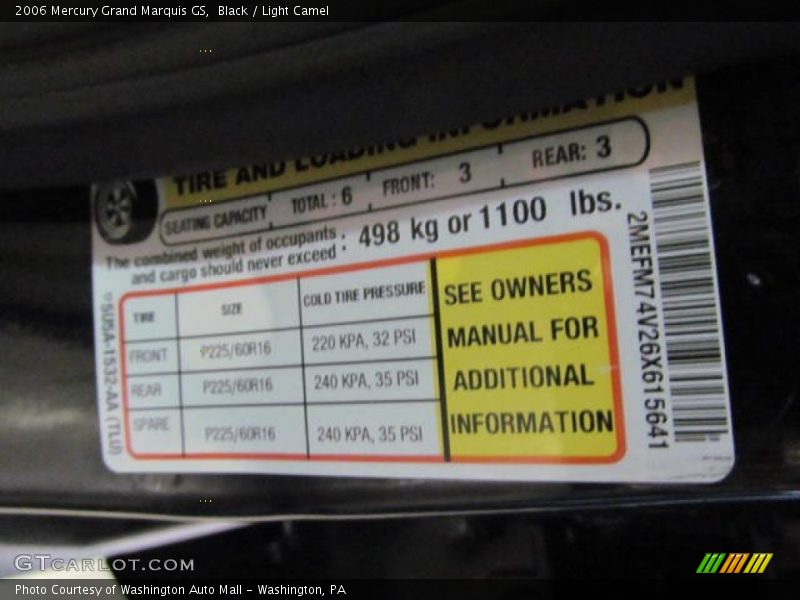 2006 Mercury Grand Marquis GS,  Black / Light Camel
TIRE AND LOADING INFORMATION
SEATING CAPACITY TOTAL : 6 FRONT: 3 REAR: 3
The combined weight of occupants
and cargo should never exceed : 498 kg or 1100 lbs.
TIRE SIZE COLD TIRE PRESSURE
FRONT P225/60R16 220 KPA, 32 PSI
REAR P225/60R16 240 KPA, 35 PSI
SPARE P225/60R16 240 KPA, 35 PSI
SEE OWNERS
MANUAL FOR
ADDITIONAL
INFORMATION
2MEFM74V26X615641
5U5A-1532-AA (TLU)
GTCARLOT.COM
Photo Courtesy of Washington Auto Mall - Washington, PA